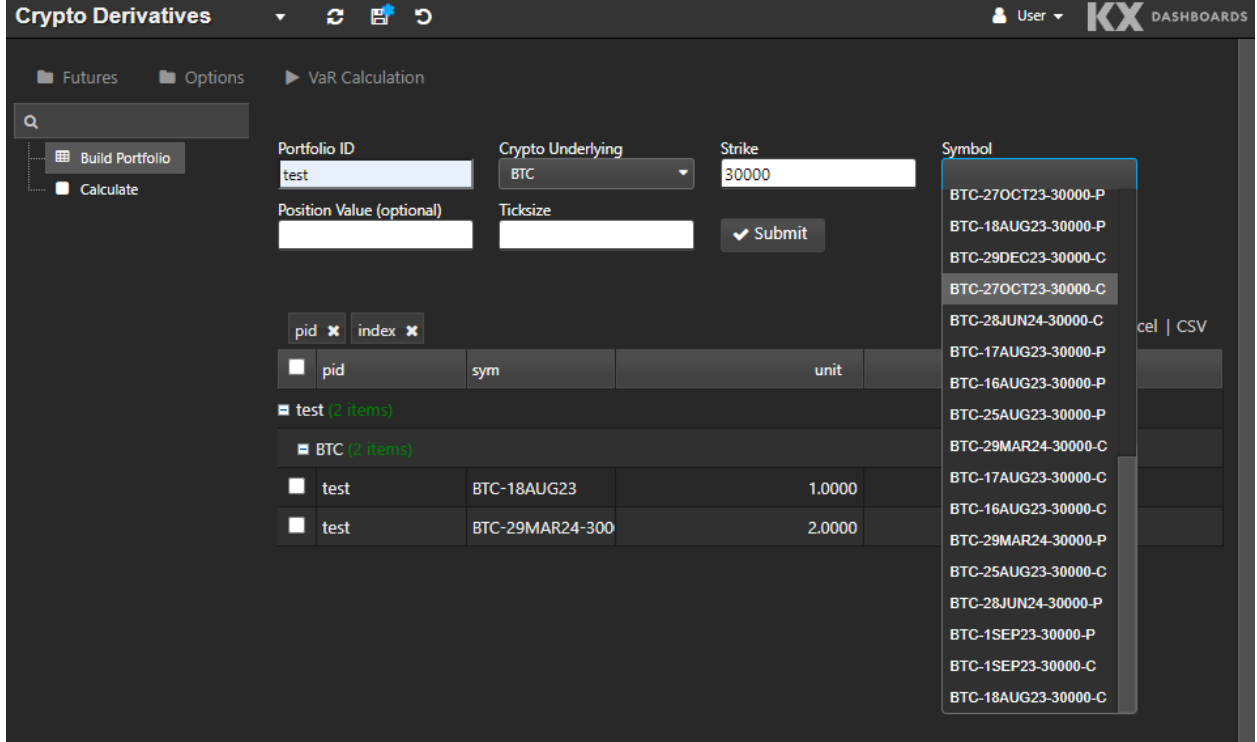 Crypto Derivatives
User
KX DASHBOARDS
Futures
Options
VaR Calculation
Build Portfolio
Calculate
Portfolio ID
Crypto Underlying
Strike
Symbol
test
BTC
30000
Position Value (optional)
Ticksize
Submit
BTC-27OCT23-30000-P
BTC-18AUG23-30000-P
BTC-29DEC23-30000-C
BTC-27OCT23-30000-C
BTC-28JUN24-30000-C
BTC-17AUG23-30000-P
BTC-16AUG23-30000-P
BTC-25AUG23-30000-P
BTC-29MAR24-30000-C
BTC-17AUG23-30000-C
BTC-16AUG23-30000-C
BTC-29MAR24-30000-P
BTC-25AUG23-30000-C
BTC-28JUN24-30000-P
BTC-1SEP23-30000-P
BTC-1SEP23-30000-C
BTC-18AUG23-30000-C
cel | CSV
pid
index
pid
sym
unit
test (2 items)
BTC (2 items)
test BTC-18AUG23 1.0000
test BTC-29MAR24-300 2.0000